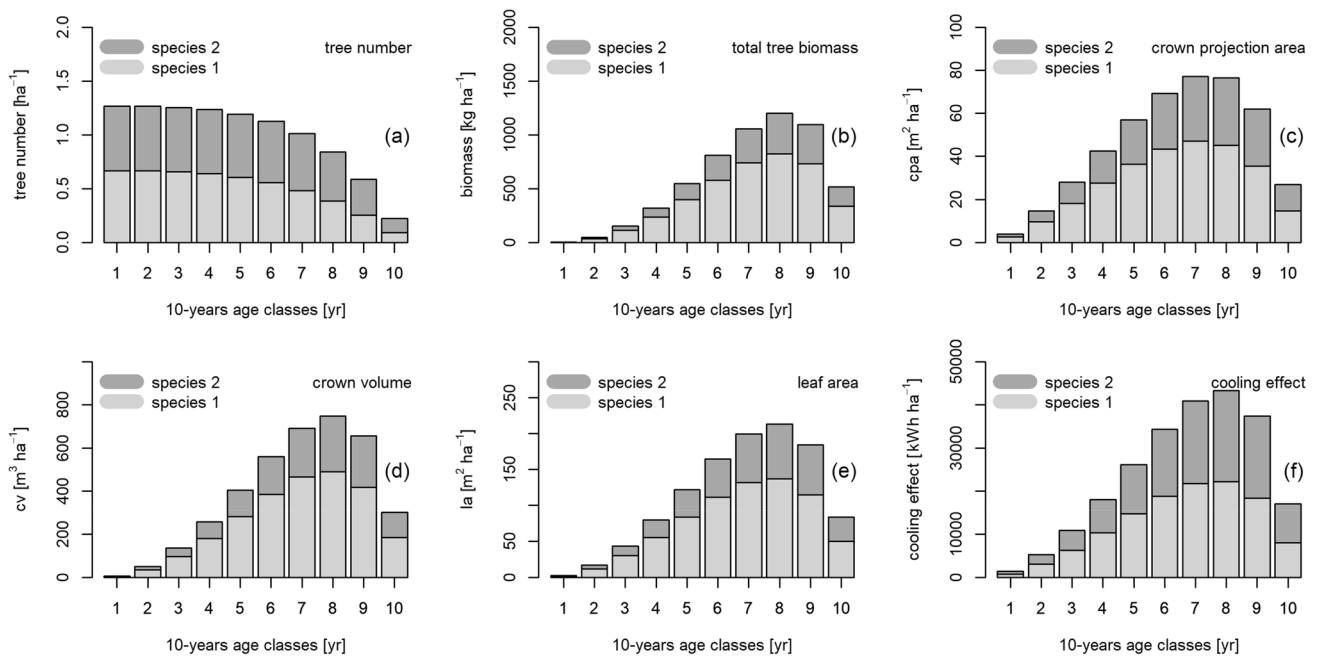 tree number [ha⁻¹]
0.0 0.5 1.0 1.5 2.0
species 2
species 1
tree number
(a)
1 2 3 4 5 6 7 8 9 10
10-years age classes [yr]
biomass [kg ha⁻¹]
0 500 1000 1500 2000
species 2
species 1
total tree biomass
(b)
1 2 3 4 5 6 7 8 9 10
10-years age classes [yr]
cpa [m² ha⁻¹]
0 20 40 60 80 100
species 2
species 1
crown projection area
(c)
1 2 3 4 5 6 7 8 9 10
10-years age classes [yr]
cv [m³ ha⁻¹]
0 200 400 600 800
species 2
species 1
crown volume
(d)
1 2 3 4 5 6 7 8 9 10
10-years age classes [yr]
la [m² ha⁻¹]
0 50 150 250
species 2
species 1
leaf area
(e)
1 2 3 4 5 6 7 8 9 10
10-years age classes [yr]
cooling effect [kWh ha⁻¹]
0 10000 30000 50000
species 2
species 1
cooling effect
(f)
1 2 3 4 5 6 7 8 9 10
10-years age classes [yr]